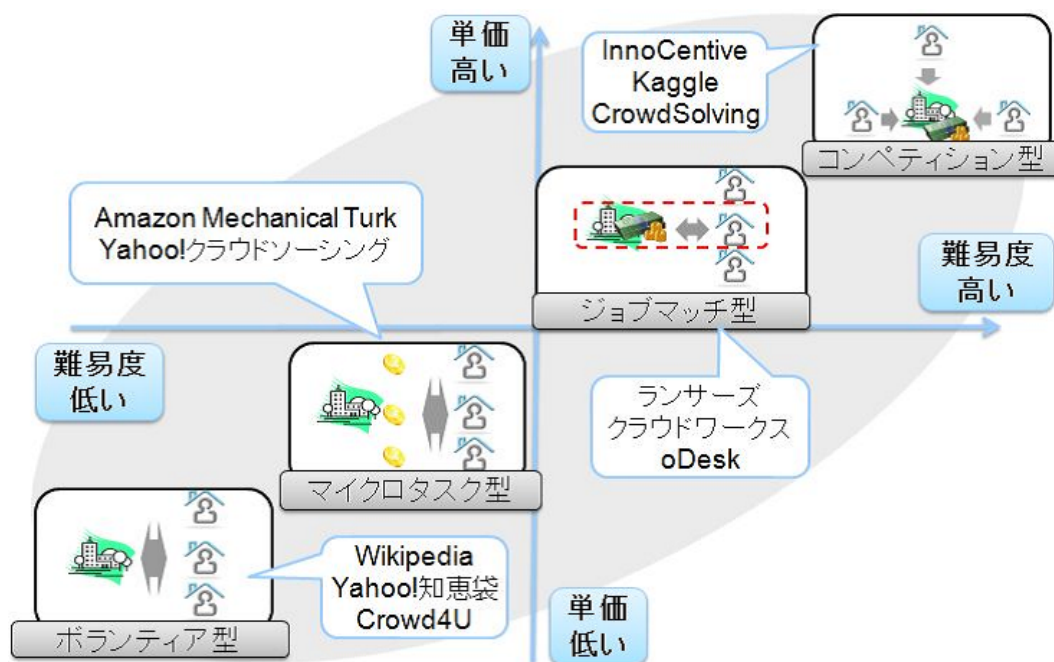 単価
高い
InnoCentive
Kaggle
CrowdSolving
コンペティション型
Amazon Mechanical Turk
Yahoo!クラウドソーシング
ジョブマッチ型
難易度
高い
難易度
低い
マイクロタスク型
ランサーズ
クラウドワークス
oDesk
ボランティア型
Wikipedia
Yahoo!知恵袋
Crowd4U
単価
低い